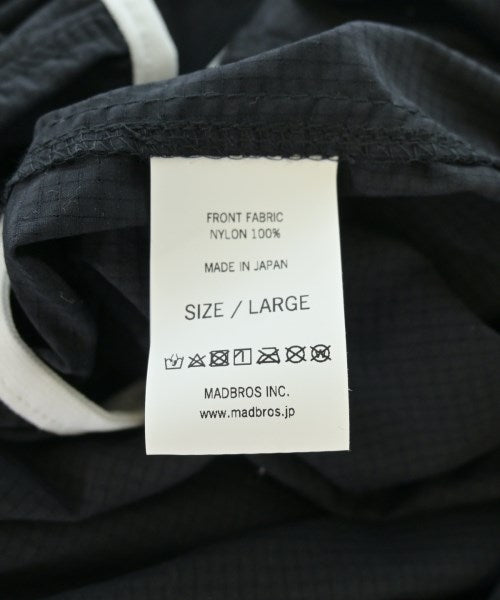 FRONT FABRIC
NYLON 100%
MADE IN JAPAN
SIZE / LARGE
MADBROS INC.
www.madbros.jp